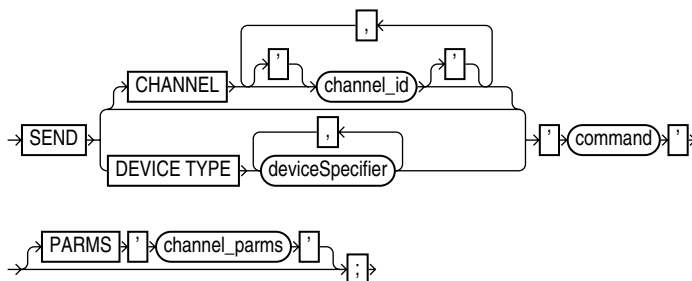 ,
CHANNEL ' channel_id '
SEND , ' command '
DEVICE TYPE deviceSpecifier
PARMS ' channel_parms '
;